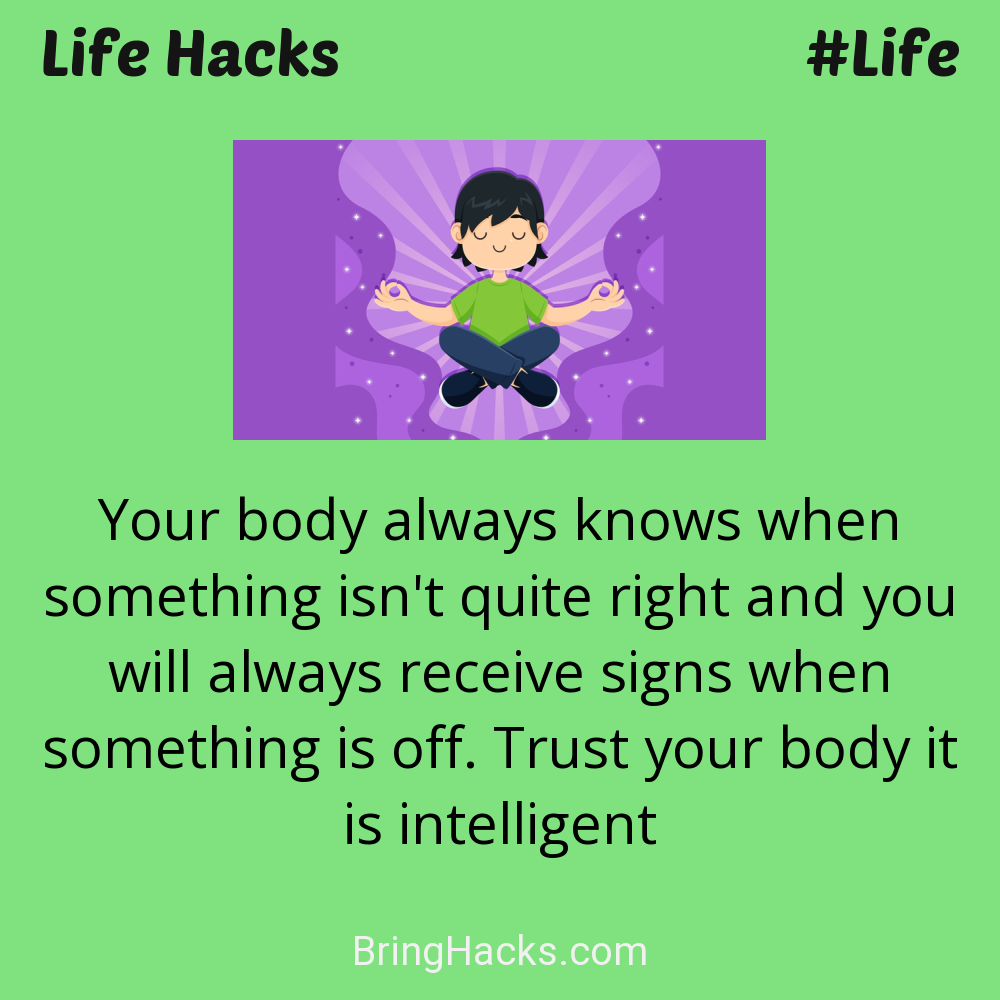 Life Hacks #Life
Your body always knows when
something isn't quite right and you
will always receive signs when
something is off. Trust your body it
is intelligent
BringHacks.com